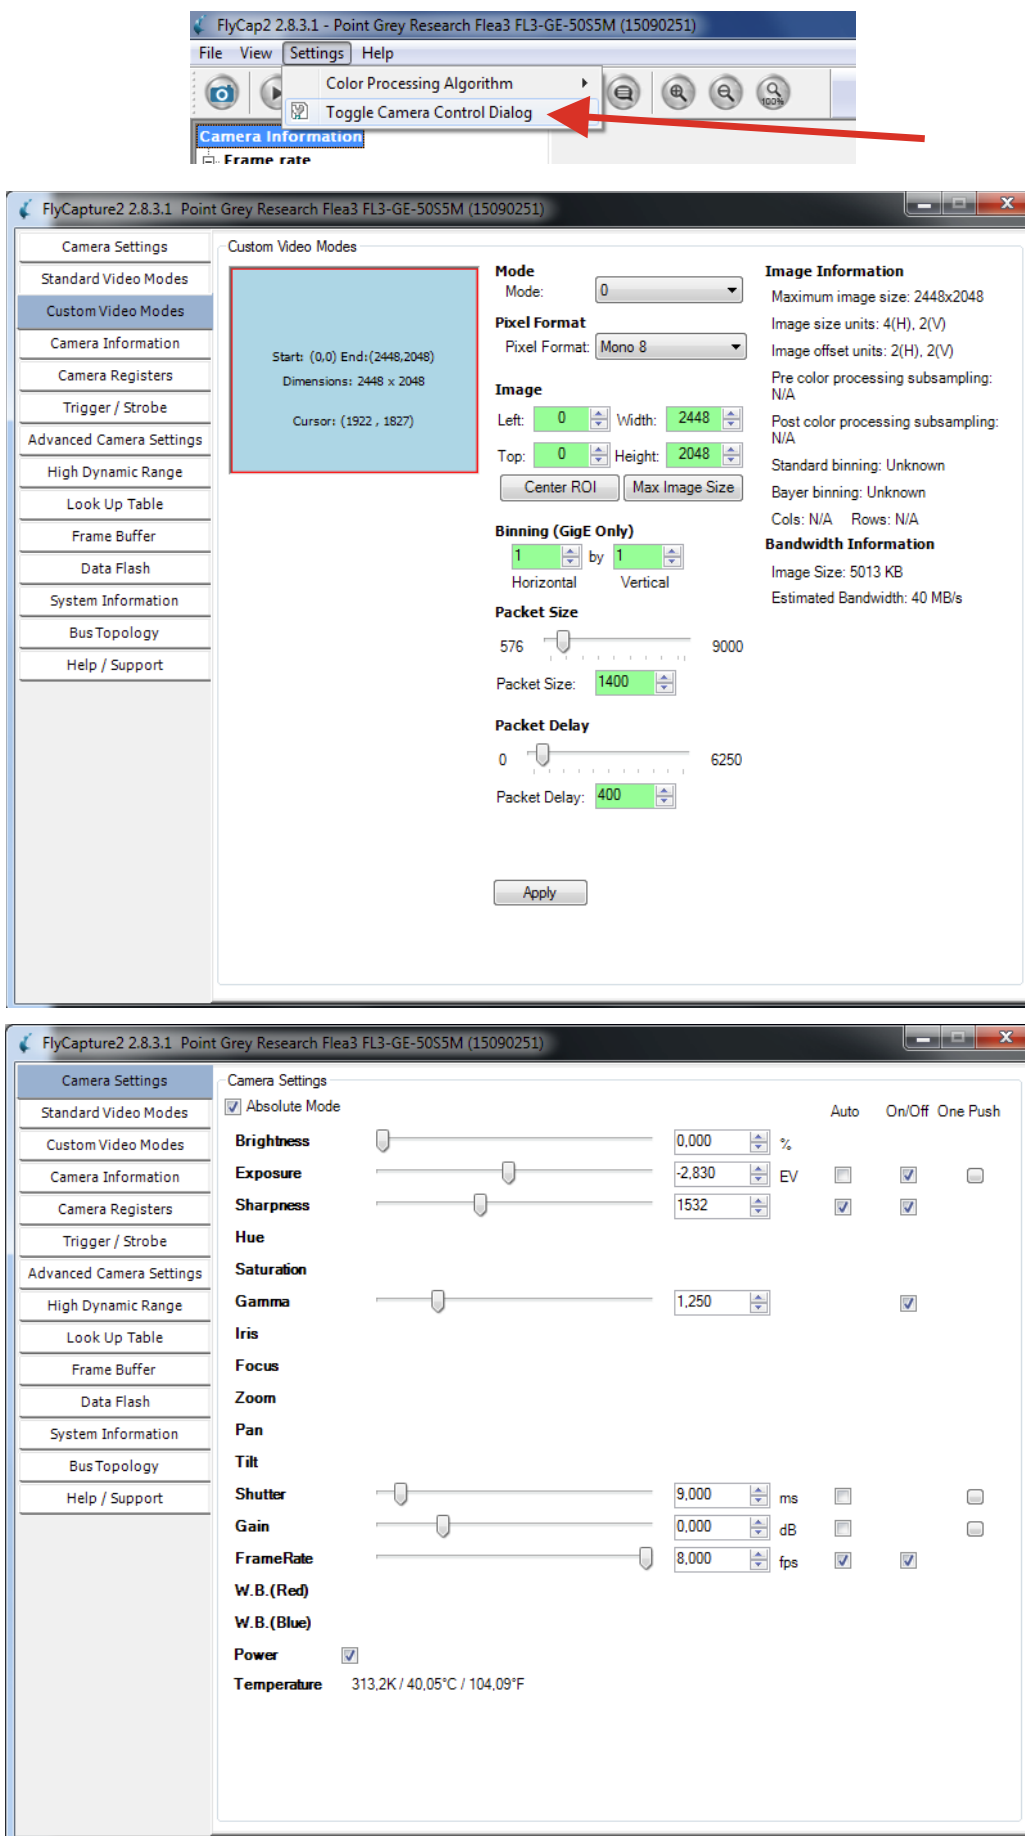 FlyCap2 2.8.3.1 - Point Grey Research Flea3 FL3-GE-50S5M (15090251)
File View Settings Help
Color Processing Algorithm
Toggle Camera Control Dialog
100%
Camera Information
Frame rate
FlyCapture2 2.8.3.1 Point Grey Research Flea3 FL3-GE-50S5M (15090251)
Camera Settings
Standard Video Modes
Custom Video Modes
Camera Information
Camera Registers
Trigger / Strobe
Advanced Camera Settings
High Dynamic Range
Look Up Table
Frame Buffer
Data Flash
System Information
Bus Topology
Help / Support
Custom Video Modes
Start: (0,0) End:(2448,2048)
Dimensions: 2448 x 2048
Cursor: (1922 , 1827)
Mode
Mode: 0
Pixel Format
Pixel Format: Mono 8
Image
Left: 0 Width: 2448
Top: 0 Height: 2048
Center ROI Max Image Size
Binning (GigE Only)
1 by 1
Horizontal Vertical
Packet Size
576 9000
Packet Size: 1400
Packet Delay
0 6250
Packet Delay: 400
Apply
Image Information
Maximum image size: 2448x2048
Image size units: 4(H), 2(V)
Image offset units: 2(H), 2(V)
Pre color processing subsampling:
N/A
Post color processing subsampling:
N/A
Standard binning: Unknown
Bayer binning: Unknown
Cols: N/A Rows: N/A
Bandwidth Information
Image Size: 5013 KB
Estimated Bandwidth: 40 MB/s
FlyCapture2 2.8.3.1 Point Grey Research Flea3 FL3-GE-50S5M (15090251)
Camera Settings
Standard Video Modes
Custom Video Modes
Camera Information
Camera Registers
Trigger / Strobe
Advanced Camera Settings
High Dynamic Range
Look Up Table
Frame Buffer
Data Flash
System Information
Bus Topology
Help / Support
Camera Settings
Absolute Mode
Auto On/Off One Push
Brightness 0,000 %
Exposure -2,830 EV
Sharpness 1532
Hue
Saturation
Gamma 1,250
Iris
Focus
Zoom
Pan
Tilt
Shutter 9,000 ms
Gain 0,000 dB
FrameRate 8,000 fps
W.B.(Red)
W.B.(Blue)
Power
Temperature 313,2K / 40,05°C / 104,09°F